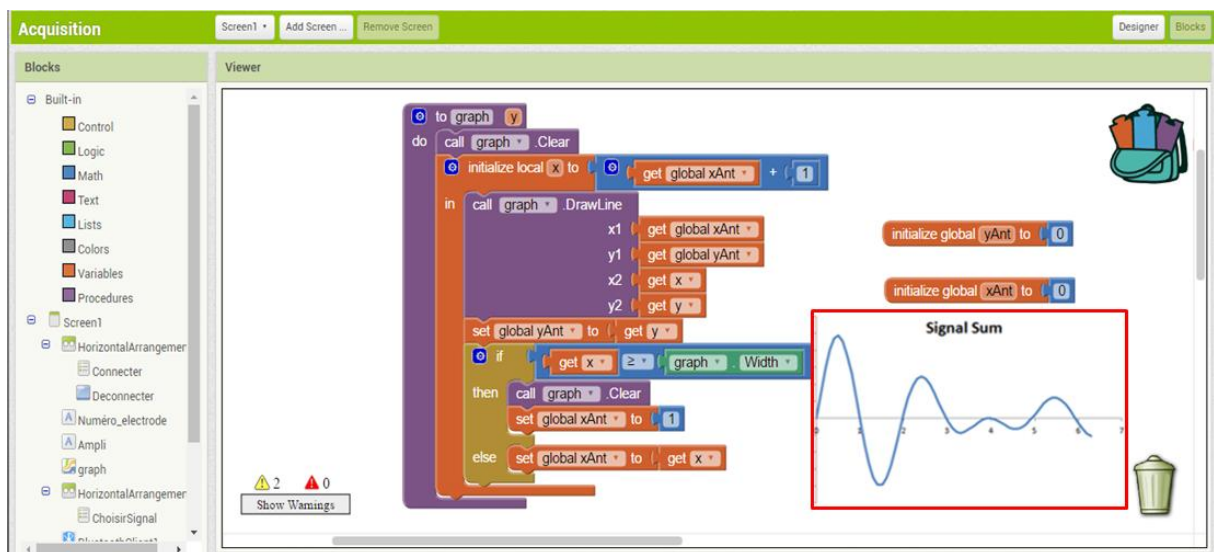 Acquisition
Screen1
Add Screen ...
Remove Screen
Designer
Blocks
Blocks
Viewer
Built-in
Control
Logic
Math
Text
Lists
Colors
Variables
Procedures
Screen1
HorizontalArrangemer
Connecter
Deconnecter
Numéro_electrode
Ampli
graph
HorizontalArrangemer
ChoisirSignal
to graph y
do call graph .Clear
initialize local x to get global xAnt + 1
in call graph .DrawLine
x1 get global xAnt
y1 get global yAnt
x2 get x
y2 get y
set global yAnt to get y
if get x ≥ graph . Width
then call graph .Clear
set global xAnt to 1
else set global xAnt to get x
initialize global yAnt to 0
initialize global xAnt to 0
Signal Sum
1 2 3 4 5 6 7
2 0
Show Warnings